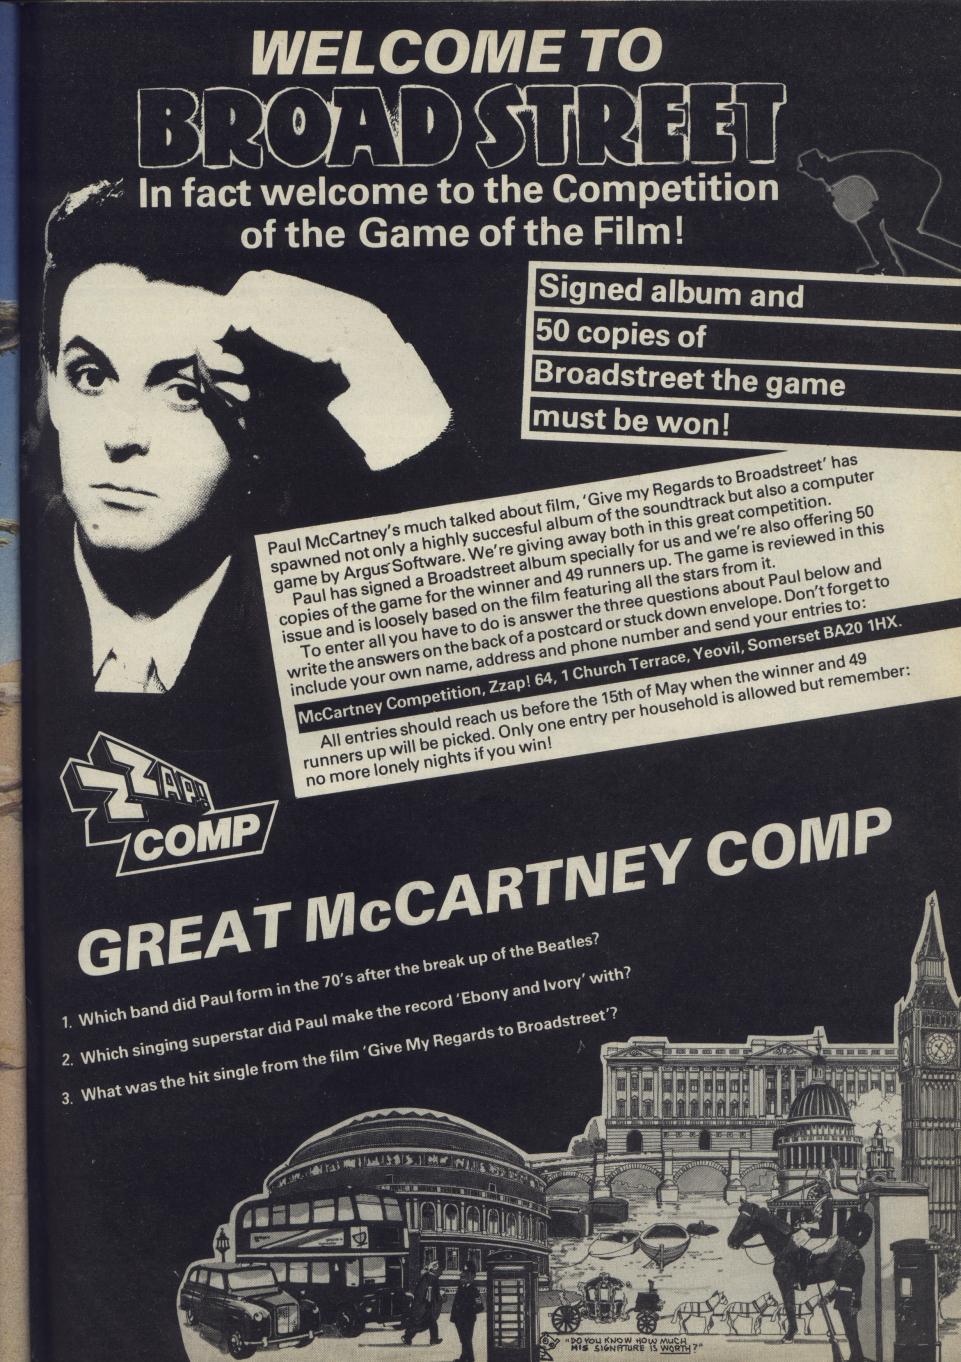 WELCOME TO
BROAD STREET
In fact welcome to the Competition
of the Game of the Film!
Signed album and
50 copies of
Broadstreet the game
must be won!
Paul McCartney's much talked about film, 'Give my Regards to Broadstreet' has
spawned not only a highly succesful album of the soundtrack but also a computer
game by Argus Software. We're giving away both in this great competition.
Paul has signed a Broadstreet album specially for us and we're also offering 50
copies of the game for the winner and 49 runners up. The game is reviewed in this
issue and is loosely based on the film featuring all the stars from it.
To enter all you have to do is answer the three questions about Paul below and
write the answers on the back of a postcard or stuck down envelope. Don't forget to
include your own name, address and phone number and send your entries to:
McCartney Competition, Zzap! 64, 1 Church Terrace, Yeovil, Somerset BA20 1HX.
All entries should reach us before the 15th of May when the winner and 49
runners up will be picked. Only one entry per household is allowed but remember:
no more lonely nights if you win!
ZZAP!
COMP
GREAT McCARTNEY COMP
1. Which band did Paul form in the 70's after the break up of the Beatles?
2. Which singing superstar did Paul make the record 'Ebony and Ivory' with?
3. What was the hit single from the film 'Give My Regards to Broadstreet'?
"DO YOU KNOW HOW MUCH
HIS SIGNATURE IS WORTH?"